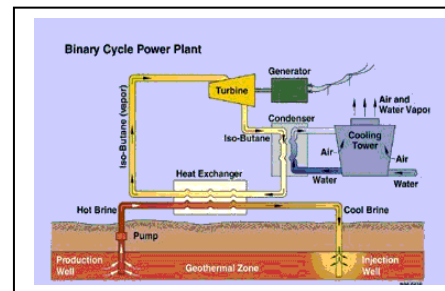 Binary Cycle Power Plant
Generator
Turbine
Air and
Water Vapor
Condenser
Iso-Butane (vapor)
Iso-Butane
Cooling
Tower
Air
Air
Water
Water
Heat Exchanger
Hot Brine
Cool Brine
Pump
Production
Well
Geothermal Zone
Injection
Well